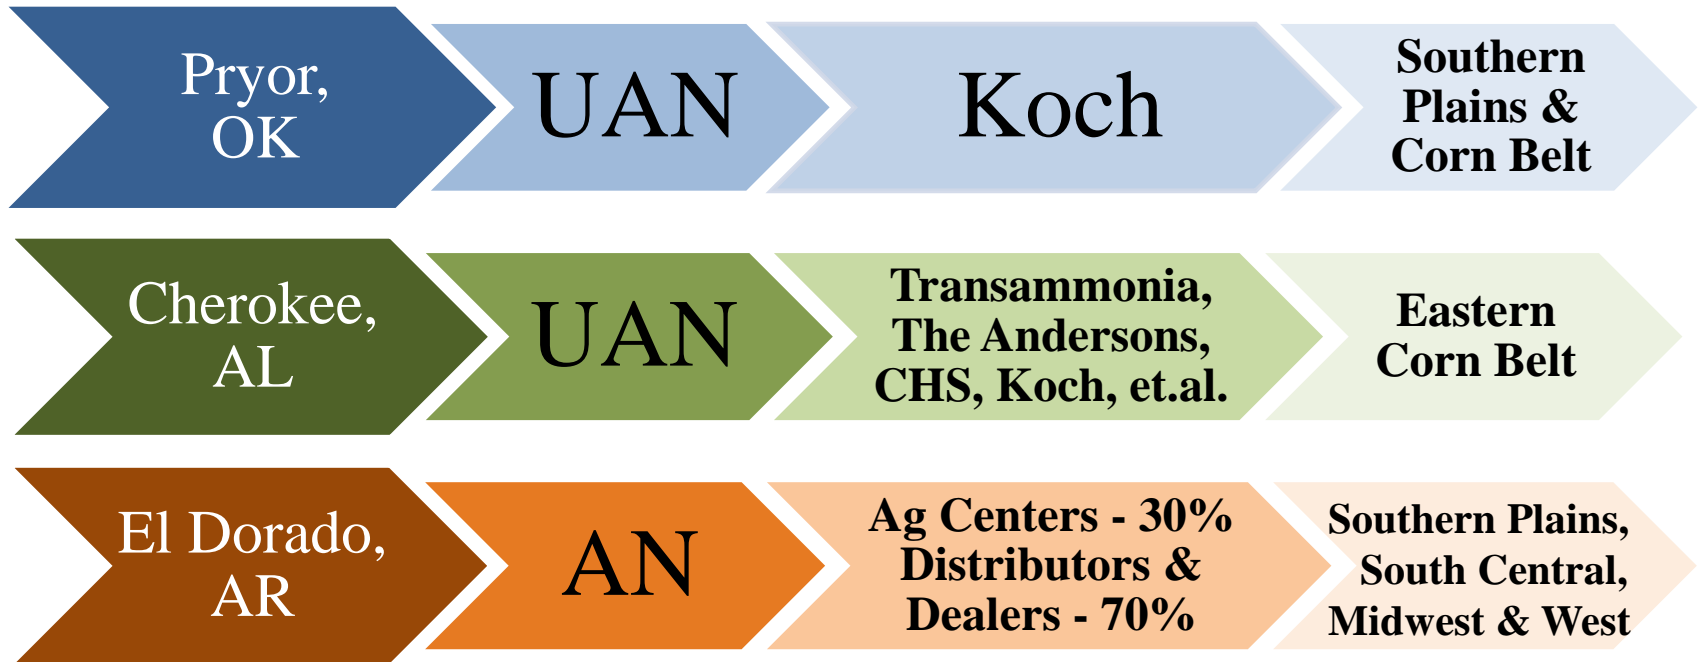 Pryor,
OK
UAN
Koch
Southern
Plains &
Corn Belt
Cherokee,
AL
UAN
Transammonia,
The Andersons,
CHS, Koch, et.al.
Eastern
Corn Belt
El Dorado,
AR
AN
Ag Centers - 30%
Distributors &
Dealers - 70%
Southern Plains,
South Central,
Midwest & West